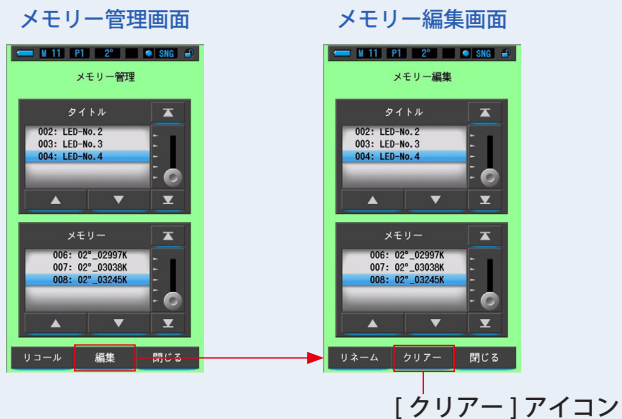 メモリー管理画面
M 11 P1 2° SNG
メモリー管理
タイトル
002: LED-No.2
003: LED-No.3
004: LED-No.4
メモリー
006: 02°_02997K
007: 02°_03038K
008: 02°_03245K
リコール 編集 閉じる
メモリー編集画面
M 11 P1 2° SNG
メモリー編集
タイトル
002: LED-No.2
003: LED-No.3
004: LED-No.4
メモリー
006: 02°_02997K
007: 02°_03038K
008: 02°_03245K
リネーム クリアー 閉じる
[ クリアー ] アイコン